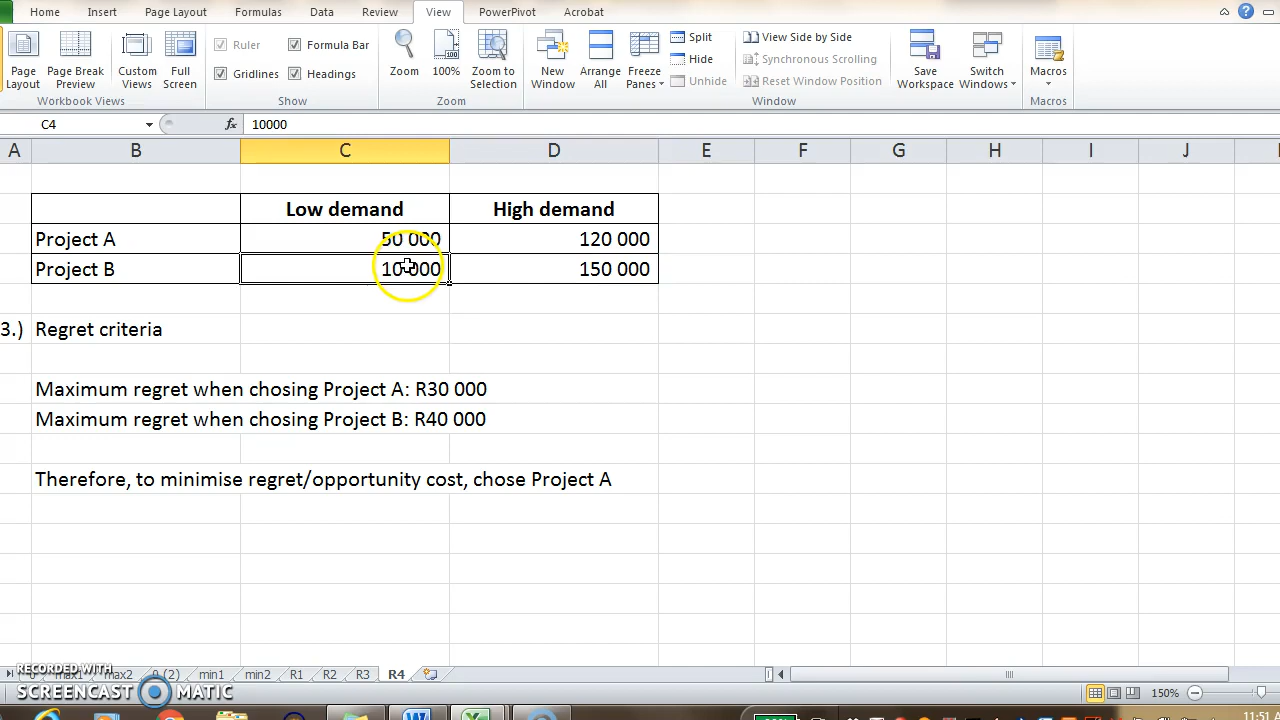 Home Insert Page Layout Formulas Data Review View PowerPivot Acrobat
Page Layout
Page Break Preview
Custom Views
Full Screen
Workbook Views
Ruler
Formula Bar
Gridlines
Headings
Show
Zoom
100%
Zoom to Selection
Zoom
New Window
Arrange All
Freeze Panes
Split
Hide
Unhide
View Side by Side
Synchronous Scrolling
Reset Window Position
Window
Save Workspace
Switch Windows
Macros
Macros
C4 fx 10000
A B C D E F G H I J
Low demand High demand
Project A 50 000 120 000
Project B 10 000 150 000
3.) Regret criteria
Maximum regret when chosing Project A: R30 000
Maximum regret when chosing Project B: R40 000
Therefore, to minimise regret/opportunity cost, chose Project A
max1 max2 0 (2) min1 min2 R1 R2 R3 R4
RECORDED WITH
SCREENCAST MATIC
150%